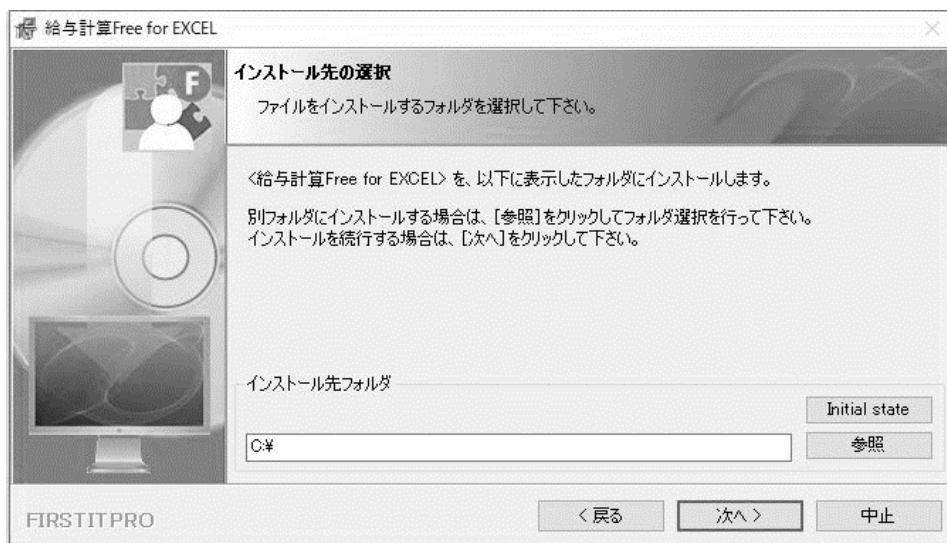 給与計算Free for EXCEL
F
インストール先の選択
ファイルをインストールするフォルダを選択して下さい。
<給与計算Free for EXCEL> を、以下に表示したフォルダにインストールします。
別フォルダにインストールする場合は、[参照]をクリックしてフォルダ選択を行って下さい。
インストールを続行する場合は、[次へ]をクリックして下さい。
インストール先フォルダ
Initial state
C:¥
参照
FIRSTITPRO
< 戻る
次へ >
中止